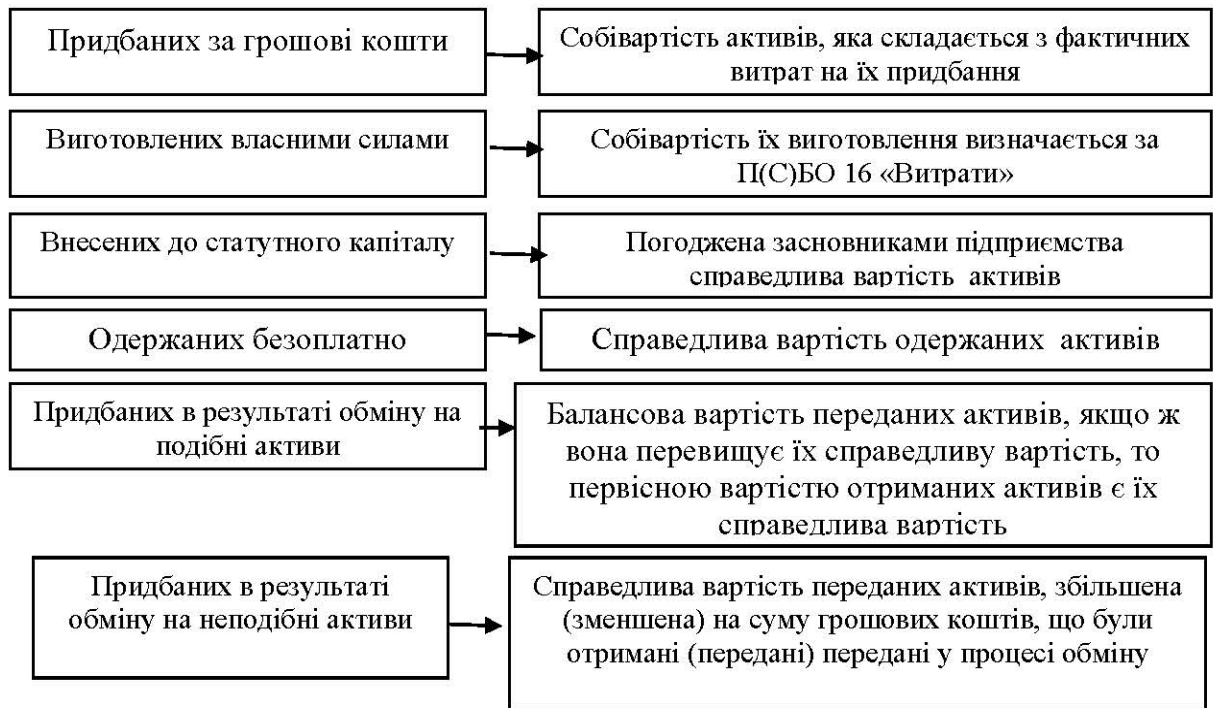 Придбаних за грошові кошти
Собівартість активів, яка складається з фактичних
витрат на їх придбання
Виготовлених власними силами
Собівартість їх виготовлення визначається за
П(С)БО 16 «Витрати»
Внесених до статутного капіталу
Погоджена засновниками підприємства
справедлива вартість активів
Одержаних безоплатно
Справедлива вартість одержаних активів
Придбаних в результаті обміну на
подібні активи
Балансова вартість переданих активів, якщо ж
вона перевищує їх справедливу вартість, то
первісною вартістю отриманих активів є їх
справедлива вартість
Придбаних в результаті
обміну на неподібні активи
Справедлива вартість переданих активів, збільшена
(зменшена) на суму грошових коштів, що були
отримані (передані) передані у процесі обміну